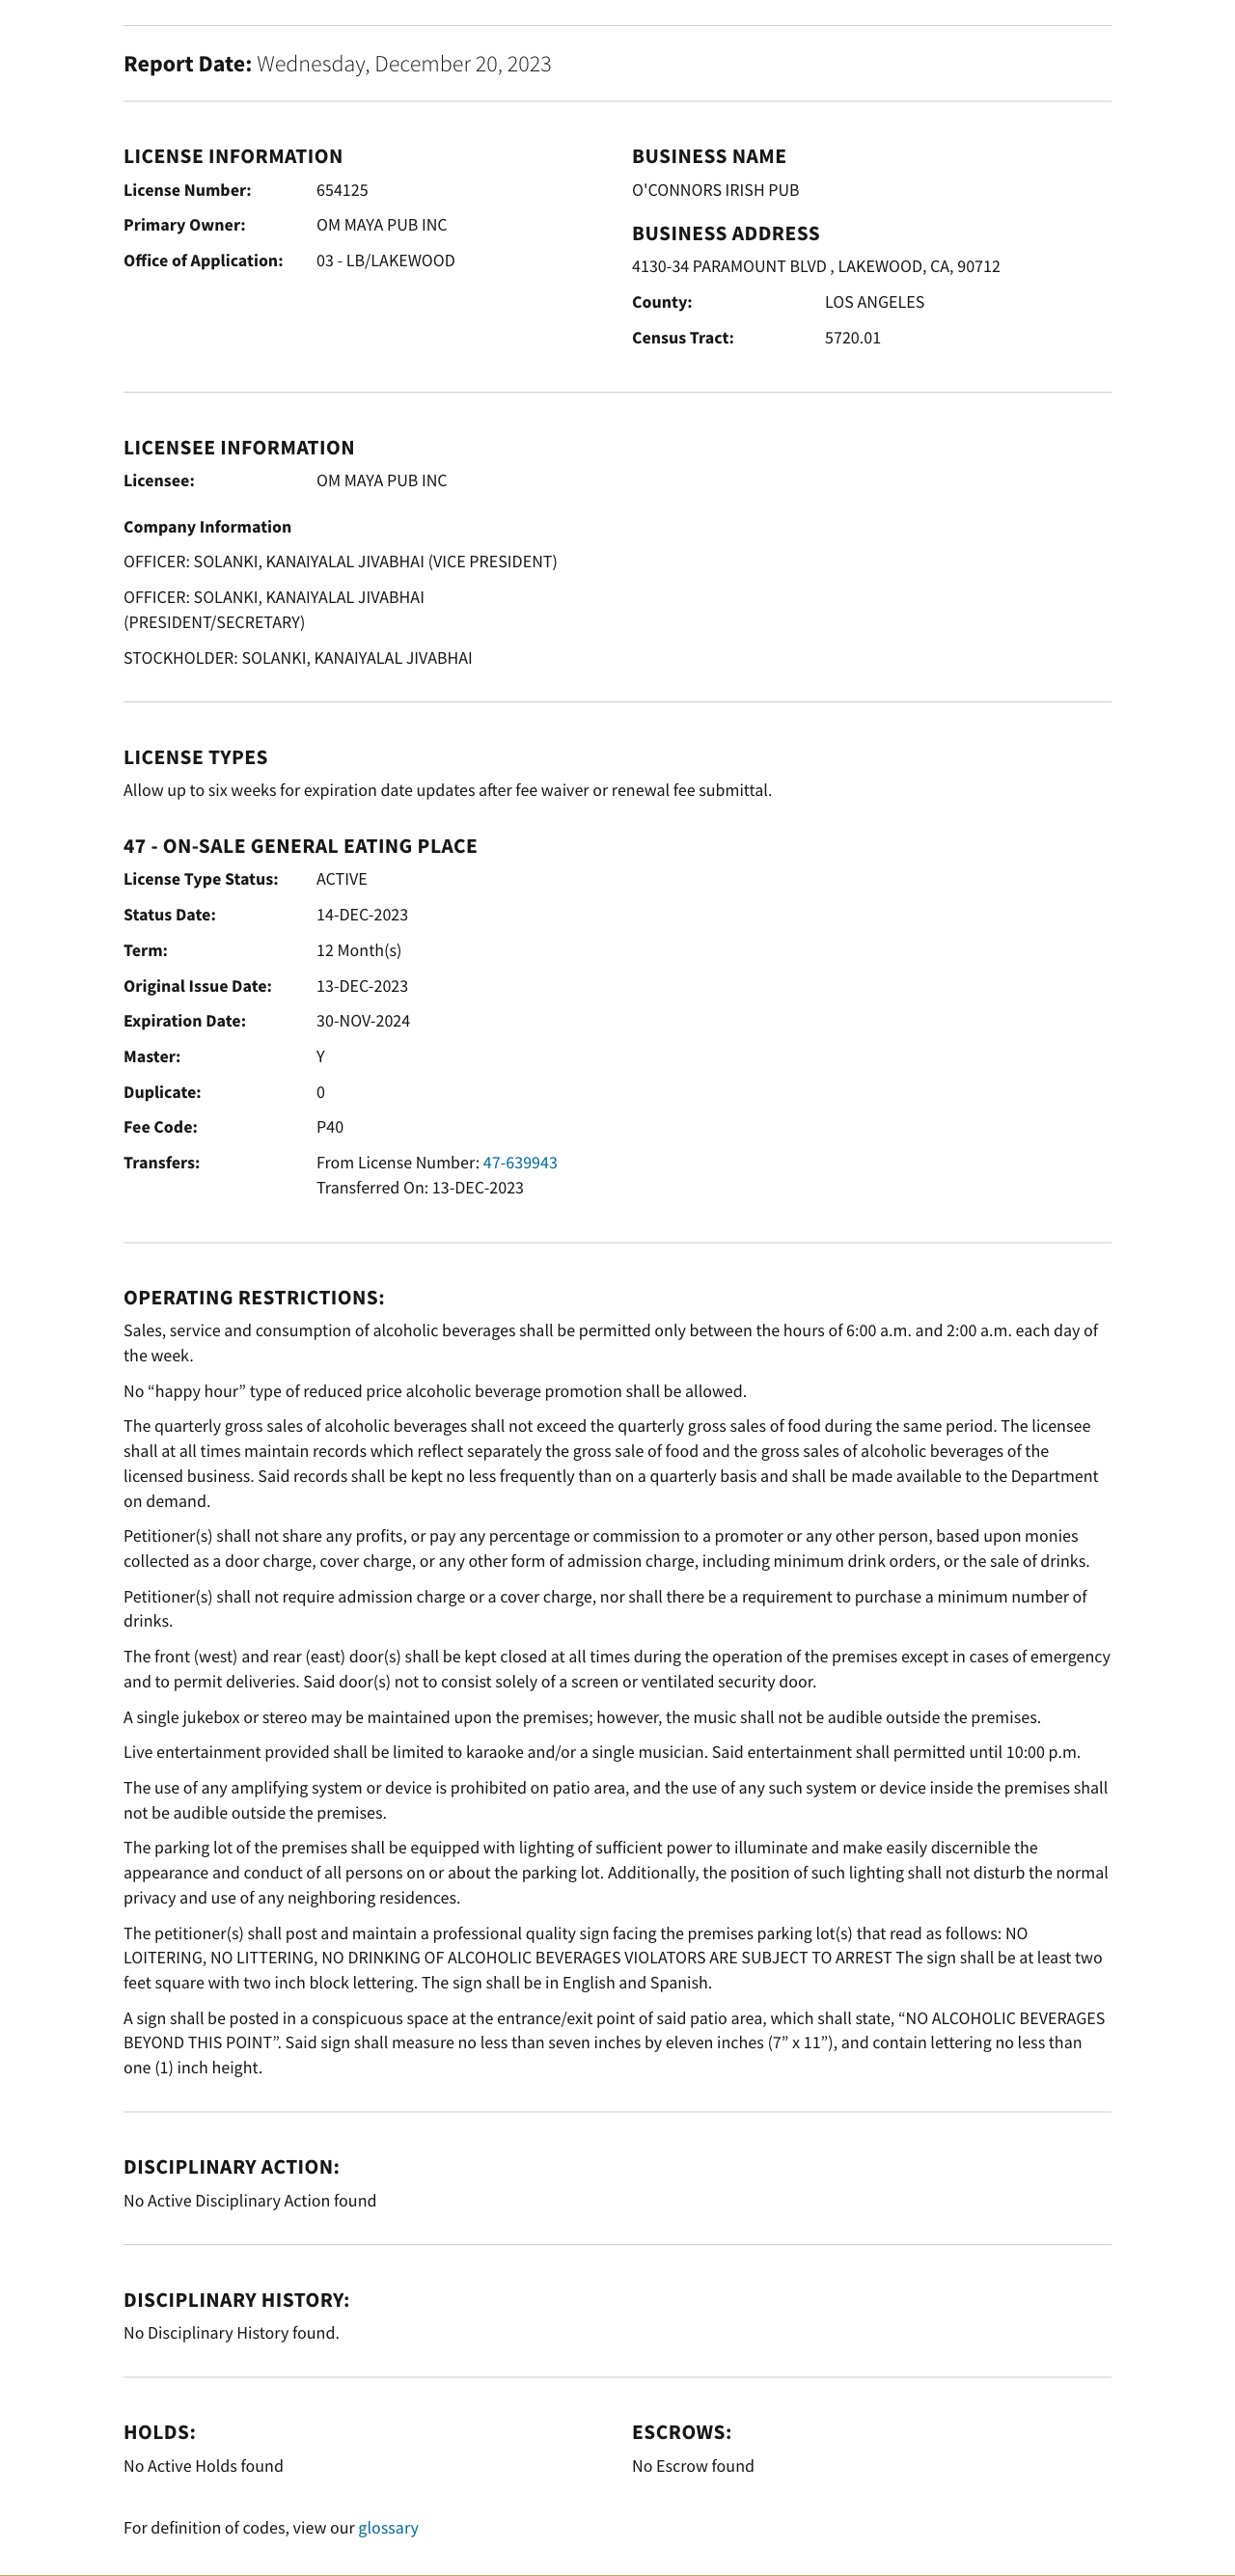 Report Date: Wednesday, December 20, 2023
LICENSE INFORMATION
License Number: 654125
Primary Owner: OM MAYA PUB INC
Office of Application: 03 - LB/LAKEWOOD
BUSINESS NAME
O'CONNORS IRISH PUB
BUSINESS ADDRESS
4130-34 PARAMOUNT BLVD , LAKEWOOD, CA, 90712
County: LOS ANGELES
Census Tract: 5720.01
LICENSEE INFORMATION
Licensee: OM MAYA PUB INC
Company Information
OFFICER: SOLANKI, KANAIYALAL JIVABHAI (VICE PRESIDENT)
OFFICER: SOLANKI, KANAIYALAL JIVABHAI
(PRESIDENT/SECRETARY)
STOCKHOLDER: SOLANKI, KANAIYALAL JIVABHAI
LICENSE TYPES
Allow up to six weeks for expiration date updates after fee waiver or renewal fee submittal.
47 - ON-SALE GENERAL EATING PLACE
License Type Status: ACTIVE
Status Date: 14-DEC-2023
Term: 12 Month(s)
Original Issue Date: 13-DEC-2023
Expiration Date: 30-NOV-2024
Master: Y
Duplicate: 0
Fee Code: P40
Transfers: From License Number: 47-639943
Transferred On: 13-DEC-2023
OPERATING RESTRICTIONS:
Sales, service and consumption of alcoholic beverages shall be permitted only between the hours of 6:00 a.m. and 2:00 a.m. each day of
the week.
No “happy hour” type of reduced price alcoholic beverage promotion shall be allowed.
The quarterly gross sales of alcoholic beverages shall not exceed the quarterly gross sales of food during the same period. The licensee
shall at all times maintain records which reflect separately the gross sale of food and the gross sales of alcoholic beverages of the
licensed business. Said records shall be kept no less frequently than on a quarterly basis and shall be made available to the Department
on demand.
Petitioner(s) shall not share any profits, or pay any percentage or commission to a promoter or any other person, based upon monies
collected as a door charge, cover charge, or any other form of admission charge, including minimum drink orders, or the sale of drinks.
Petitioner(s) shall not require admission charge or a cover charge, nor shall there be a requirement to purchase a minimum number of
drinks.
The front (west) and rear (east) door(s) shall be kept closed at all times during the operation of the premises except in cases of emergency
and to permit deliveries. Said door(s) not to consist solely of a screen or ventilated security door.
A single jukebox or stereo may be maintained upon the premises; however, the music shall not be audible outside the premises.
Live entertainment provided shall be limited to karaoke and/or a single musician. Said entertainment shall permitted until 10:00 p.m.
The use of any amplifying system or device is prohibited on patio area, and the use of any such system or device inside the premises shall
not be audible outside the premises.
The parking lot of the premises shall be equipped with lighting of sufficient power to illuminate and make easily discernible the
appearance and conduct of all persons on or about the parking lot. Additionally, the position of such lighting shall not disturb the normal
privacy and use of any neighboring residences.
The petitioner(s) shall post and maintain a professional quality sign facing the premises parking lot(s) that read as follows: NO
LOITERING, NO LITTERING, NO DRINKING OF ALCOHOLIC BEVERAGES VIOLATORS ARE SUBJECT TO ARREST The sign shall be at least two
feet square with two inch block lettering. The sign shall be in English and Spanish.
A sign shall be posted in a conspicuous space at the entrance/exit point of said patio area, which shall state, “NO ALCOHOLIC BEVERAGES
BEYOND THIS POINT”. Said sign shall measure no less than seven inches by eleven inches (7” x 11”), and contain lettering no less than
one (1) inch height.
DISCIPLINARY ACTION:
No Active Disciplinary Action found
DISCIPLINARY HISTORY:
No Disciplinary History found.
HOLDS:
No Active Holds found
ESCROWS:
No Escrow found
For definition of codes, view our glossary